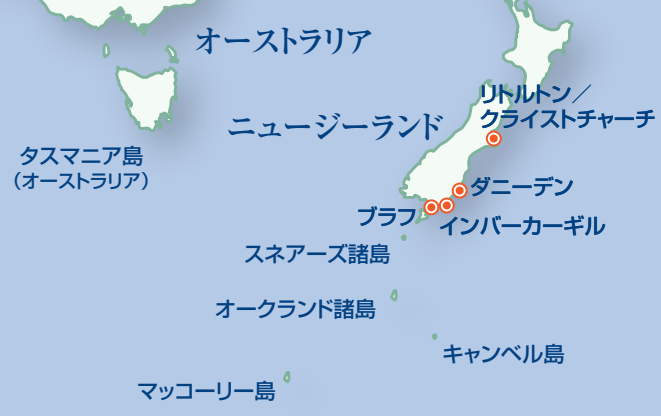 オーストラリア
リトルトン／
クライストチャーチ
ニュージーランド
タスマニア島
（オーストラリア）
ダニーデン
ブラフ
インバーカーギル
スネアーズ諸島
オークランド諸島
キャンベル島
マッコーリー島